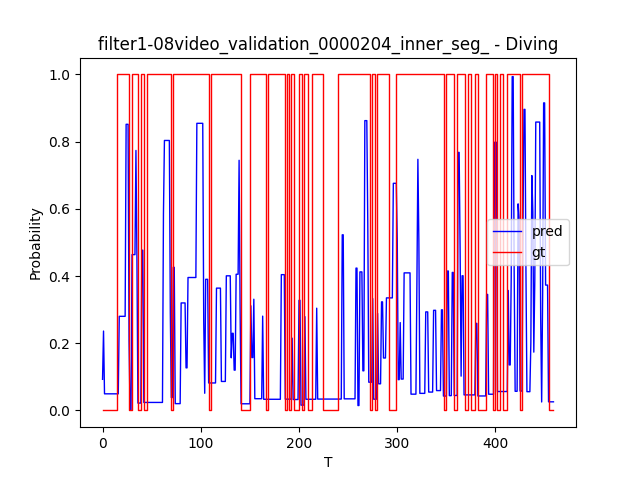 filter1-08video_validation_0000204_inner_seg_ - Diving
1.0
0.8
0.6
0.4
0.2
0.0
Probability
pred
gt
0
100
200
300
400
T